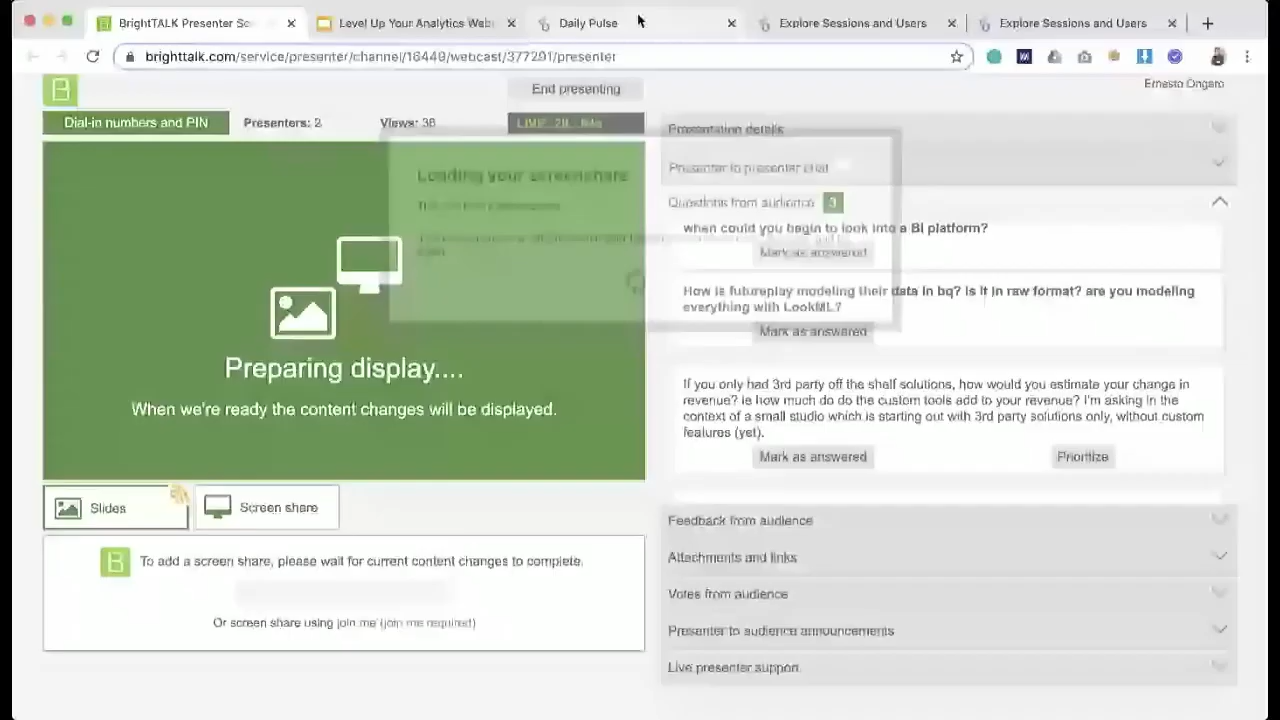 BrightTALK Presenter Sc
Level Up Your Analytics Web
Daily Pulse
Explore Sessions and Users
Explore Sessions and Users
brighttalk.com/service/presenter/channel/16449/webcast/377291/presenter
Ernesto Ongaro
End presenting
Dial-in numbers and PIN
Presenters: 2
Views: 36
Presentation details
Presenter to presenter chat
Loading your screenshare
Questions from audience 3
when could you begin to look into a BI platform?
Mark as answered
How is futureplay modeling their data in bq? Is it in raw format? are you modeling
everything with LookML?
Mark as answered
Preparing display....
When we're ready the content changes will be displayed.
If you only had 3rd party off the shelf solutions, how would you estimate your change in
revenue? ie how much do do the custom tools add to your revenue? I'm asking in the
context of a small studio which is starting out with 3rd party solutions only, without custom
features (yet).
Mark as answered
Prioritize
Slides
Screen share
To add a screen share, please wait for current content changes to complete.
Or screen share using join me (join me required)
Feedback from audience
Attachments and links
Votes from audience
Presenter to audience announcements
Live presenter support